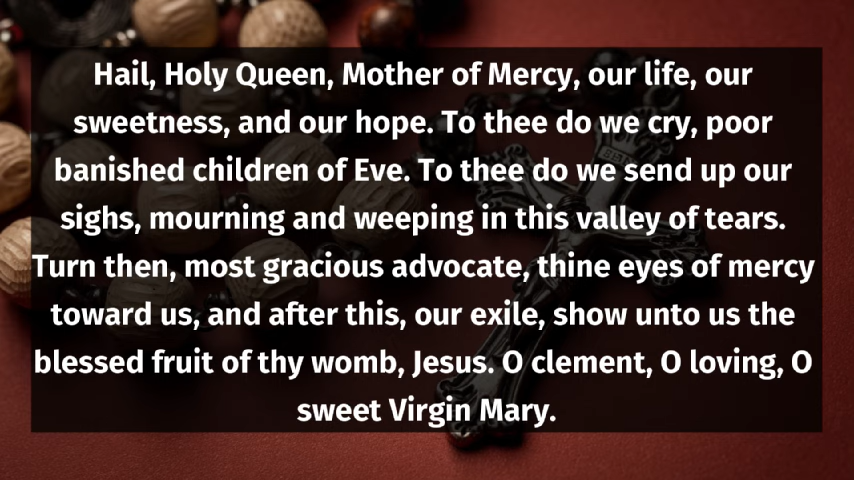 Hail, Holy Queen, Mother of Mercy, our life, our
sweetness, and our hope. To thee do we cry, poor
banished children of Eve. To thee do we send up our
sighs, mourning and weeping in this valley of tears.
Turn then, most gracious advocate, thine eyes of mercy
toward us, and after this, our exile, show unto us the
blessed fruit of thy womb, Jesus. O clement, O loving, O
sweet Virgin Mary.